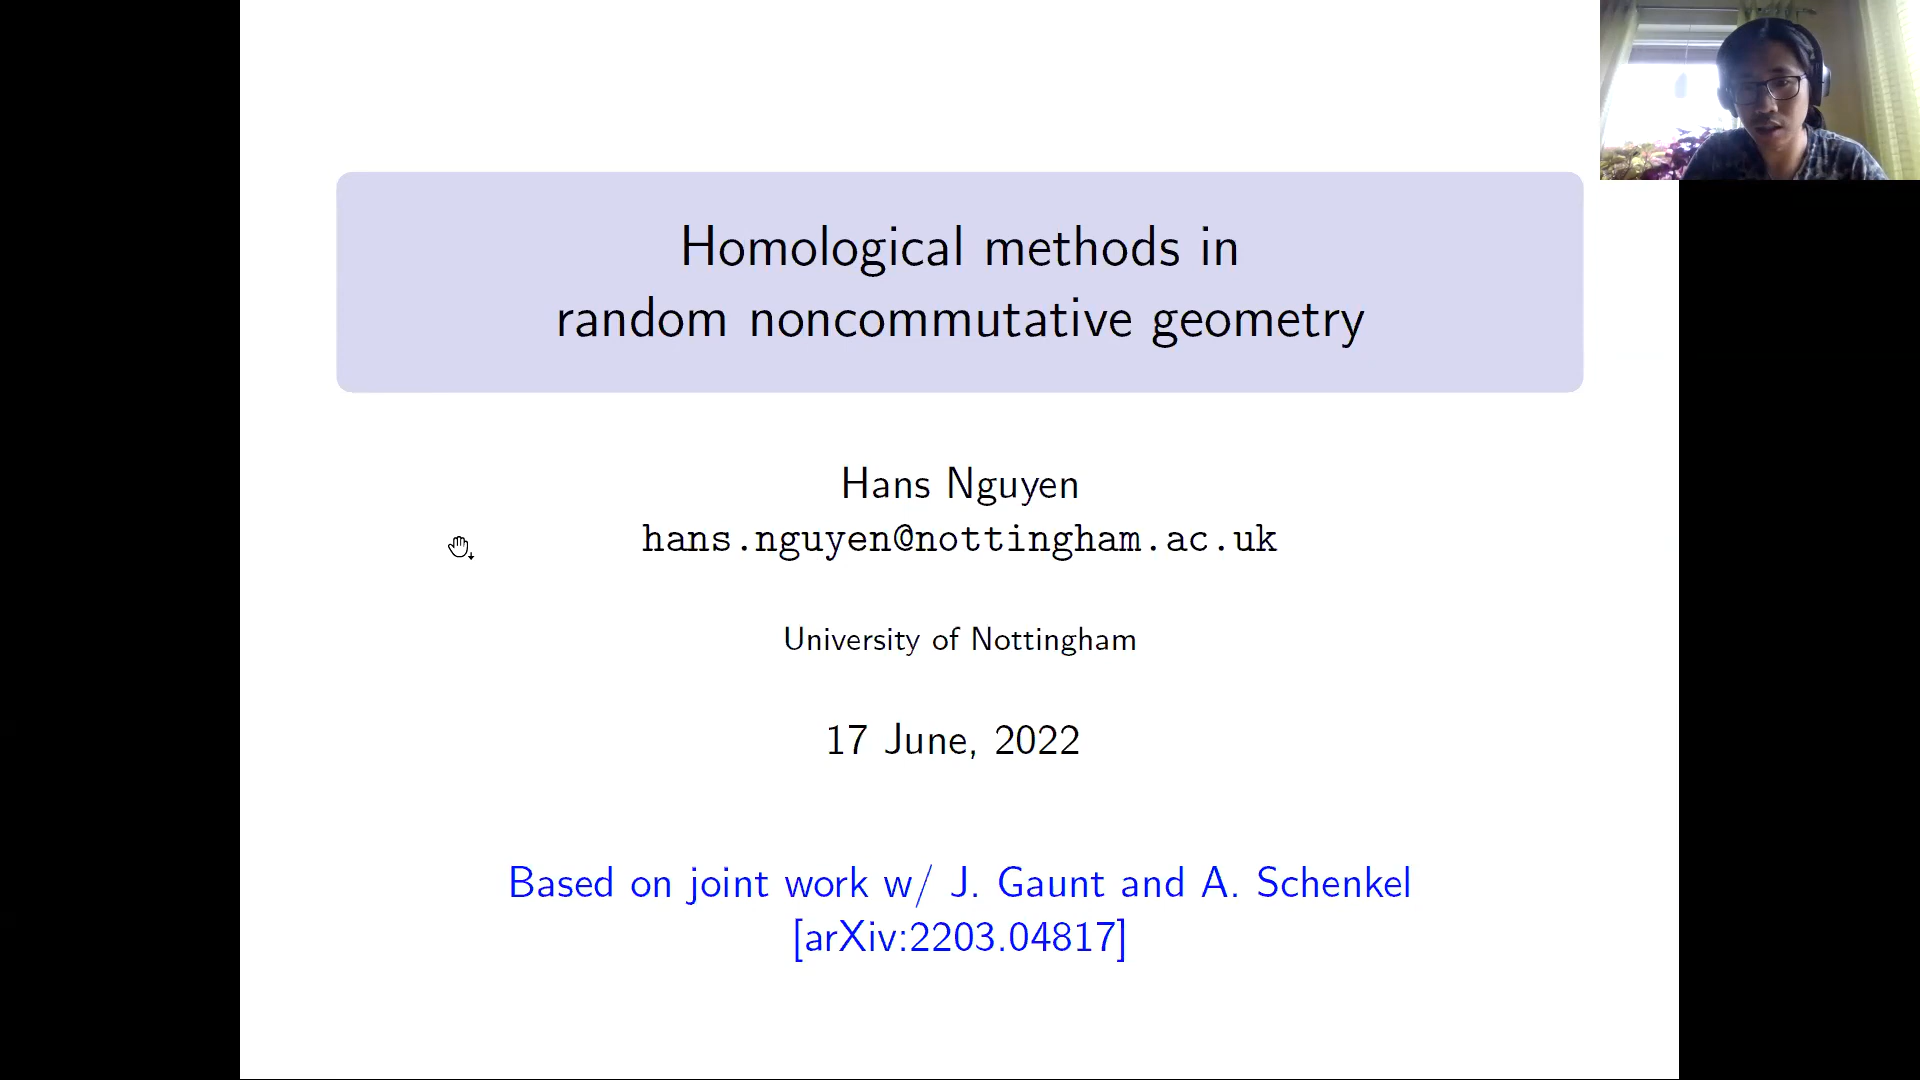 Homological methods in
random noncommutative geometry
Hans Nguyen
hans.nguyen@nottingham.ac.uk
University of Nottingham
17 June, 2022
Based on joint work w/ J. Gaunt and A. Schenkel
[arXiv:2203.04817]